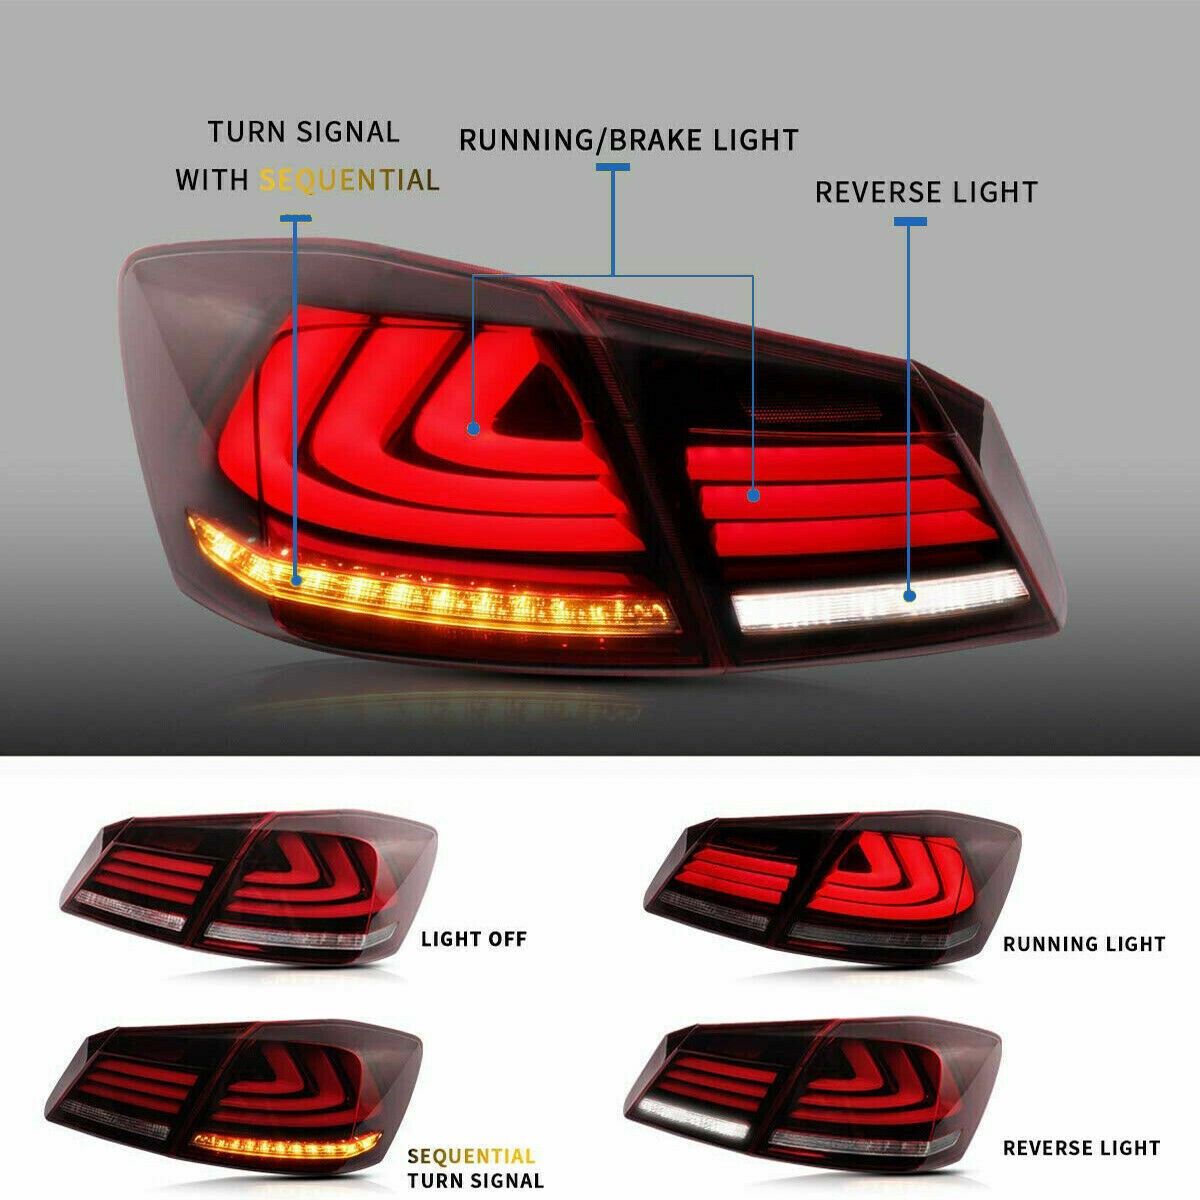 TURN SIGNAL
WITH SEQUENTIAL
RUNNING/BRAKE LIGHT
REVERSE LIGHT
LIGHT OFF
RUNNING LIGHT
SEQUENTIAL
TURN SIGNAL
REVERSE LIGHT